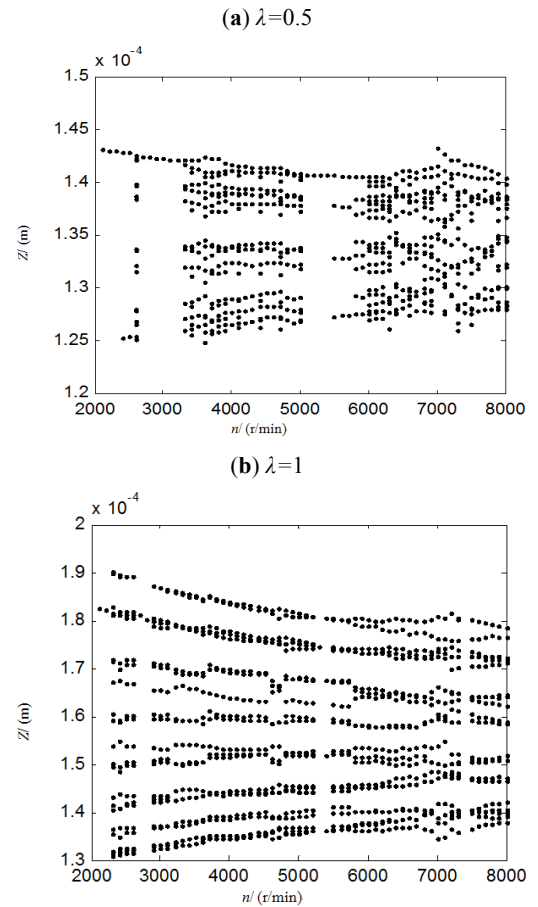 (a) λ=0.5
x 10⁻⁴
1.5
1.45
1.4
1.35
1.3
1.25
1.2
Z/ (m)
2000 3000 4000 5000 6000 7000 8000
n/ (r/min)
(b) λ=1
x 10⁻⁴
2
1.9
1.8
1.7
1.6
1.5
1.4
1.3
Z/ (m)
2000 3000 4000 5000 6000 7000 8000
n/ (r/min)